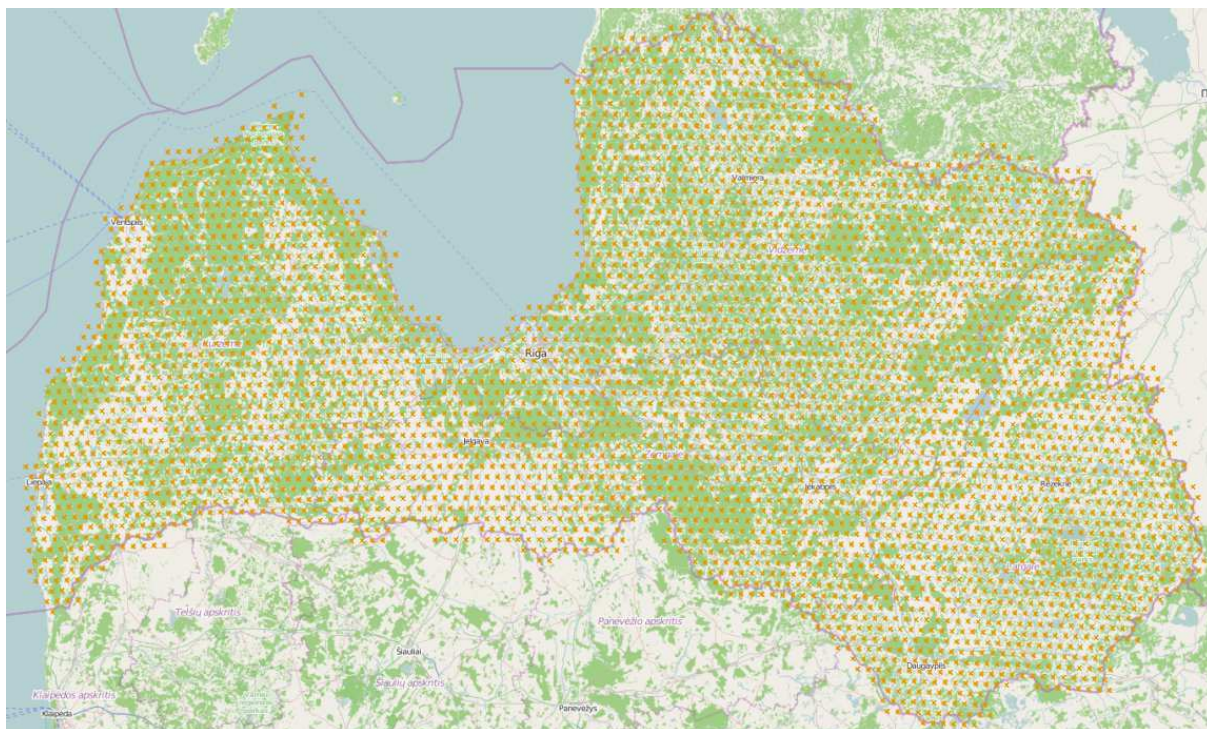 Valmiera
Ventspils
Vidzeme
Kurzeme
Rīga
Jelgava
Zemgale
Liepāja
Jēkabpils
Rēzekne
Latgale
Telšių apskritis
Panevėžio apskritis
Šiauliai
Daugavpils
Šiaulių apskritis
Klaipėdos apskritis
Panevėžys
Klaipėda